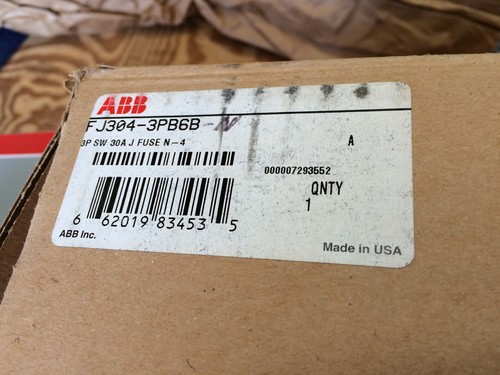 ABB
FJ304-3PB6B
3P SW 30A J FUSE N-4
A
000007293552
QNTY
1
6 62019 83453 5
ABB Inc.
Made in USA